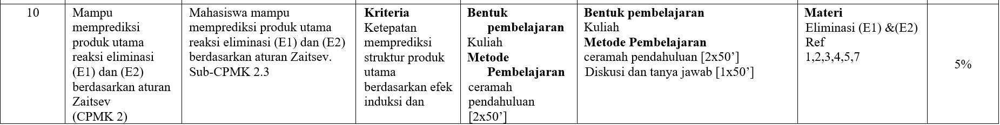 10
Mampu
memprediksi
produk utama
reaksi eliminasi
(E1) dan (E2)
berdasarkan aturan
Zaitsev
(CPMK 2)
Mahasiswa mampu
memprediksi produk utama
reaksi eliminasi (E1) dan (E2)
berdasarkan aturan Zaitsev.
Sub-CPMK 2.3
Kriteria
Ketepatan
memprediksi
struktur produk
utama
berdasarkan efek
induksi dan
Bentuk
pembelajaran
Kuliah
Metode
Pembelajaran
ceramah
pendahuluan
[2x50’]
Bentuk pembelajaran
Kuliah
Metode Pembelajaran
ceramah pendahuluan [2x50’]
Diskusi dan tanya jawab [1x50’]
Materi
Eliminasi (E1) &(E2)
Ref
1,2,3,4,5,7
5%